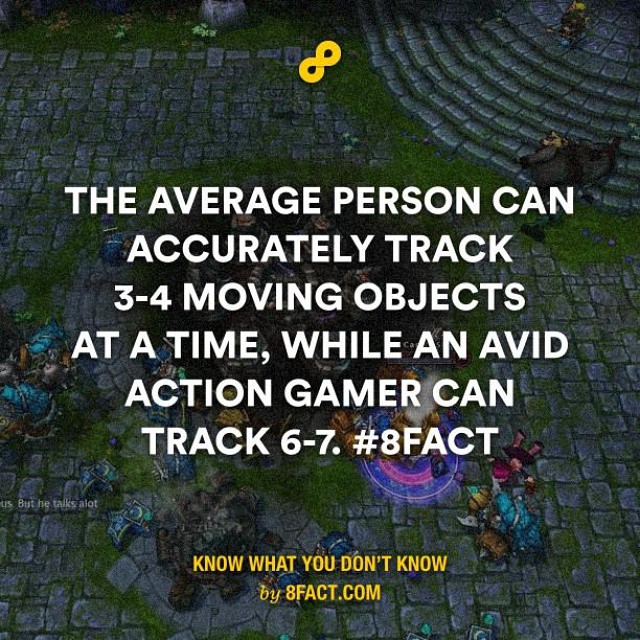 THE AVERAGE PERSON CAN
ACCURATELY TRACK
3-4 MOVING OBJECTS
AT A TIME, WHILE AN AVID
ACTION GAMER CAN
TRACK 6-7. #8FACT
us. But he talks alot
KNOW WHAT YOU DON'T KNOW
by 8FACT.COM